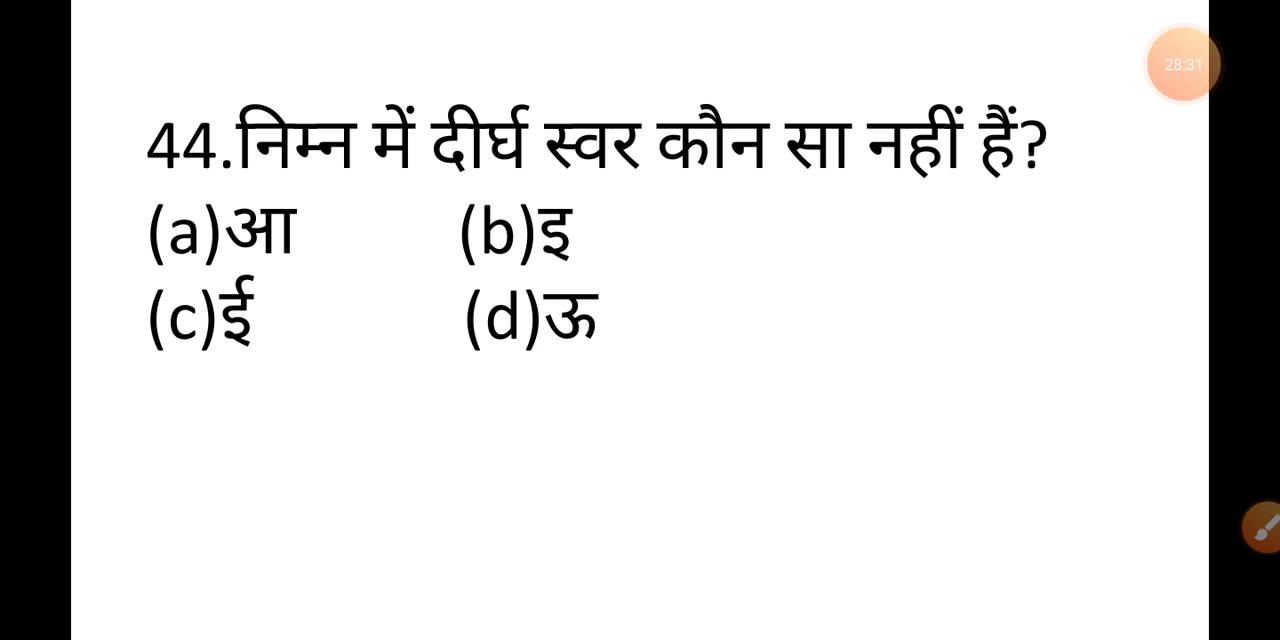 28:31
44.निम्न में दीर्घ स्वर कौन सा नहीं हैं?
(a)आ (b)इ
(c)ई (d)ऊ